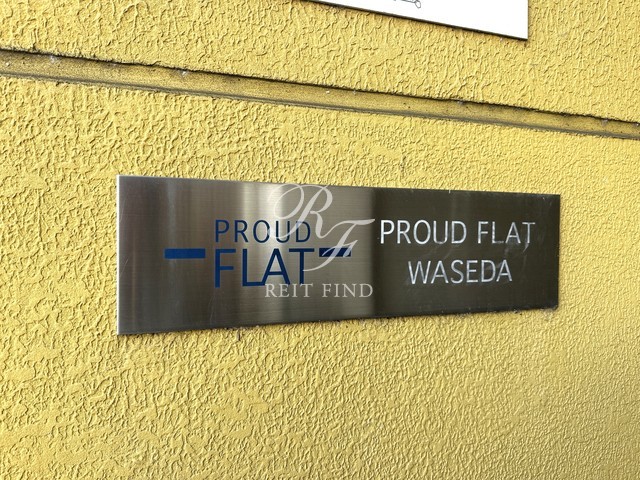 PROUD
FLAT
PROUD FLAT
WASEDA
RF
REIT FIND